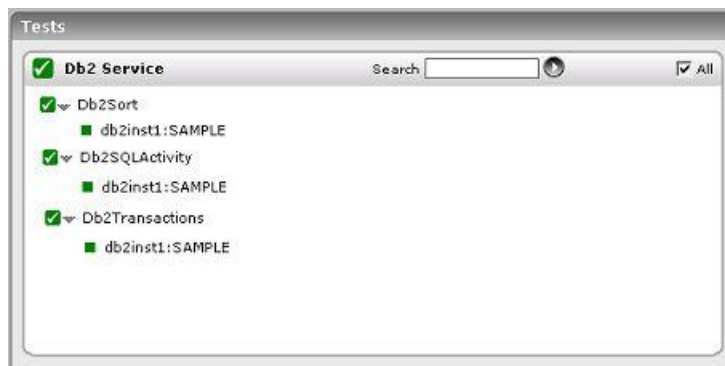 Tests
Db2 Service Search All
Db2Sort
db2inst1:SAMPLE
Db2SQLActivity
db2inst1:SAMPLE
Db2Transactions
db2inst1:SAMPLE